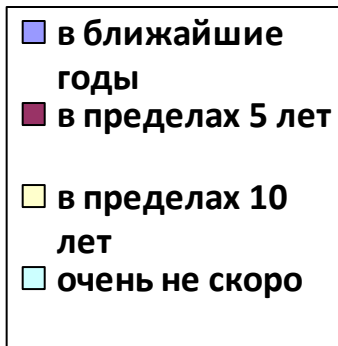 в ближайшие
годы
в пределах 5 лет
в пределах 10
лет
очень не скоро